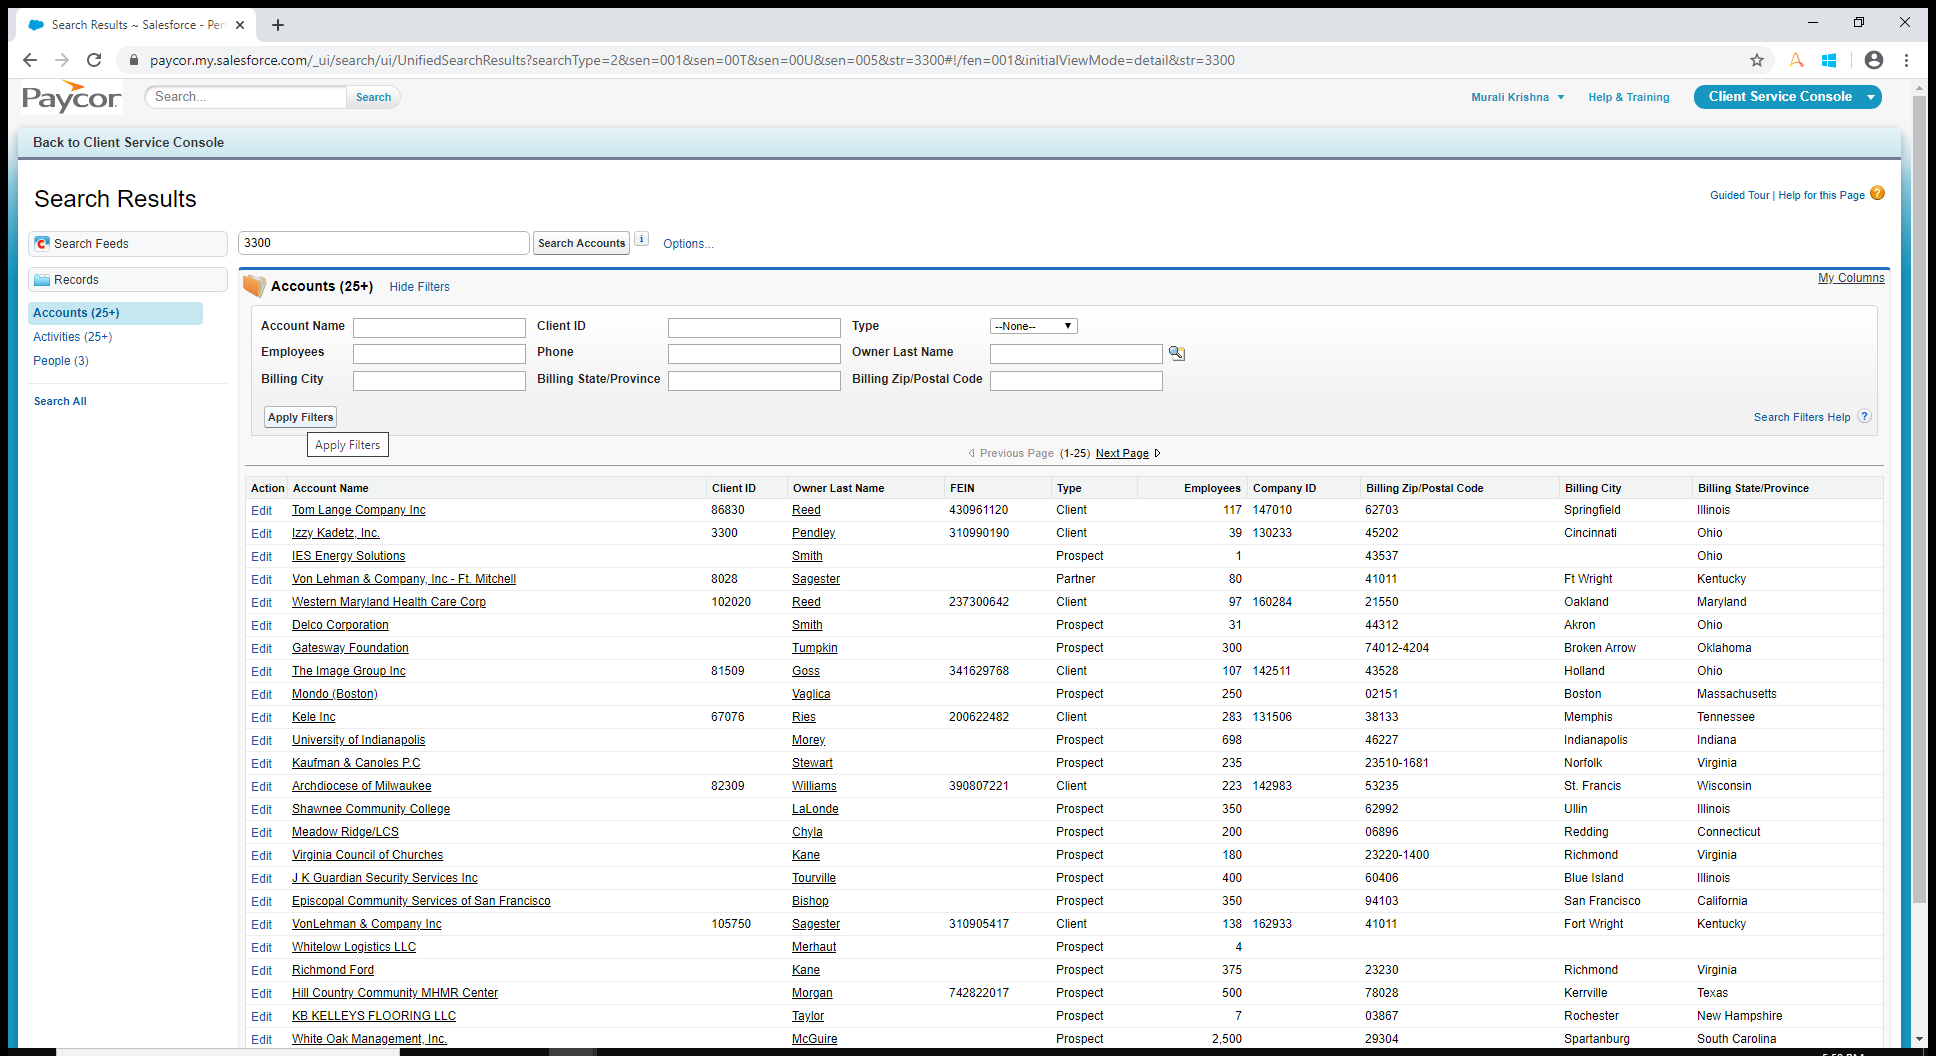 Search Results ~ Salesforce - Per
paycor.my.salesforce.com/_ui/search/ui/UnifiedSearchResults?searchType=2&sen=001&sen=00T&sen=00U&sen=005&str=3300#!/fen=001&initialViewMode=detail&str=3300
Paycor Search... Search Murali Krishna Help & Training Client Service Console
Back to Client Service Console
Search Results
Guided Tour | Help for this Page ?
Search Feeds 3300 Search Accounts i Options...
Records
Accounts (25+) Hide Filters My Columns
Accounts (25+)
Activities (25+)
People (3)
Search All
Account Name Client ID Type --None--
Employees Phone Owner Last Name
Billing City Billing State/Province Billing Zip/Postal Code
Apply Filters Search Filters Help ?
Apply Filters
Previous Page (1-25) Next Page
Action Account Name Client ID Owner Last Name FEIN Type Employees Company ID Billing Zip/Postal Code Billing City Billing State/Province
Edit Tom Lange Company Inc 86830 Reed 430961120 Client 117 147010 62703 Springfield Illinois
Edit Izzy Kadetz, Inc. 3300 Pendley 310990190 Client 39 130233 45202 Cincinnati Ohio
Edit IES Energy Solutions Smith Prospect 1 43537 Ohio
Edit Von Lehman & Company, Inc - Ft. Mitchell 8028 Sagester Partner 80 41011 Ft Wright Kentucky
Edit Western Maryland Health Care Corp 102020 Reed 237300642 Client 97 160284 21550 Oakland Maryland
Edit Delco Corporation Smith Prospect 31 44312 Akron Ohio
Edit Gatesway Foundation Tumpkin Prospect 300 74012-4204 Broken Arrow Oklahoma
Edit The Image Group Inc 81509 Goss 341629768 Client 107 142511 43528 Holland Ohio
Edit Mondo (Boston) Vaglica Prospect 250 02151 Boston Massachusetts
Edit Kele Inc 67076 Ries 200622482 Client 283 131506 38133 Memphis Tennessee
Edit University of Indianapolis Morey Prospect 698 46227 Indianapolis Indiana
Edit Kaufman & Canoles P.C Stewart Prospect 235 23510-1681 Norfolk Virginia
Edit Archdiocese of Milwaukee 82309 Williams 390807221 Client 223 142983 53235 St. Francis Wisconsin
Edit Shawnee Community College LaLonde Prospect 350 62992 Ullin Illinois
Edit Meadow Ridge/LCS Chyla Prospect 200 06896 Redding Connecticut
Edit Virginia Council of Churches Kane Prospect 180 23220-1400 Richmond Virginia
Edit J K Guardian Security Services Inc Tourville Prospect 400 60406 Blue Island Illinois
Edit Episcopal Community Services of San Francisco Bishop Prospect 350 94103 San Francisco California
Edit VonLehman & Company Inc 105750 Sagester 310905417 Client 138 162933 41011 Fort Wright Kentucky
Edit Whitelow Logistics LLC Merhaut Prospect 4
Edit Richmond Ford Kane Prospect 375 23230 Richmond Virginia
Edit Hill Country Community MHMR Center Morgan 742822017 Prospect 500 78028 Kerrville Texas
Edit KB KELLEYS FLOORING LLC Taylor Prospect 7 03867 Rochester New Hampshire
Edit White Oak Management, Inc. McGuire Prospect 2,500 29304 Spartanburg South Carolina